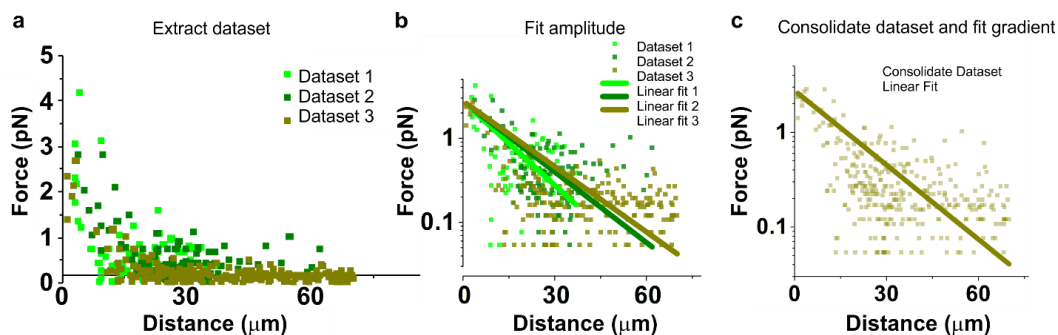 a
Extract dataset
5
4
3
2
1
0
Force (pN)
Dataset 1
Dataset 2
Dataset 3
0
30
60
Distance (μm)
b
Fit amplitude
Dataset 1
Dataset 2
Dataset 3
Linear fit 1
Linear fit 2
Linear fit 3
1
0.1
Force (pN)
0
30
60
Distance (μm)
c
Consolidate dataset and fit gradient
Consolidate Dataset
Linear Fit
1
0.1
Force (pN)
0
30
60
Distance (μm)